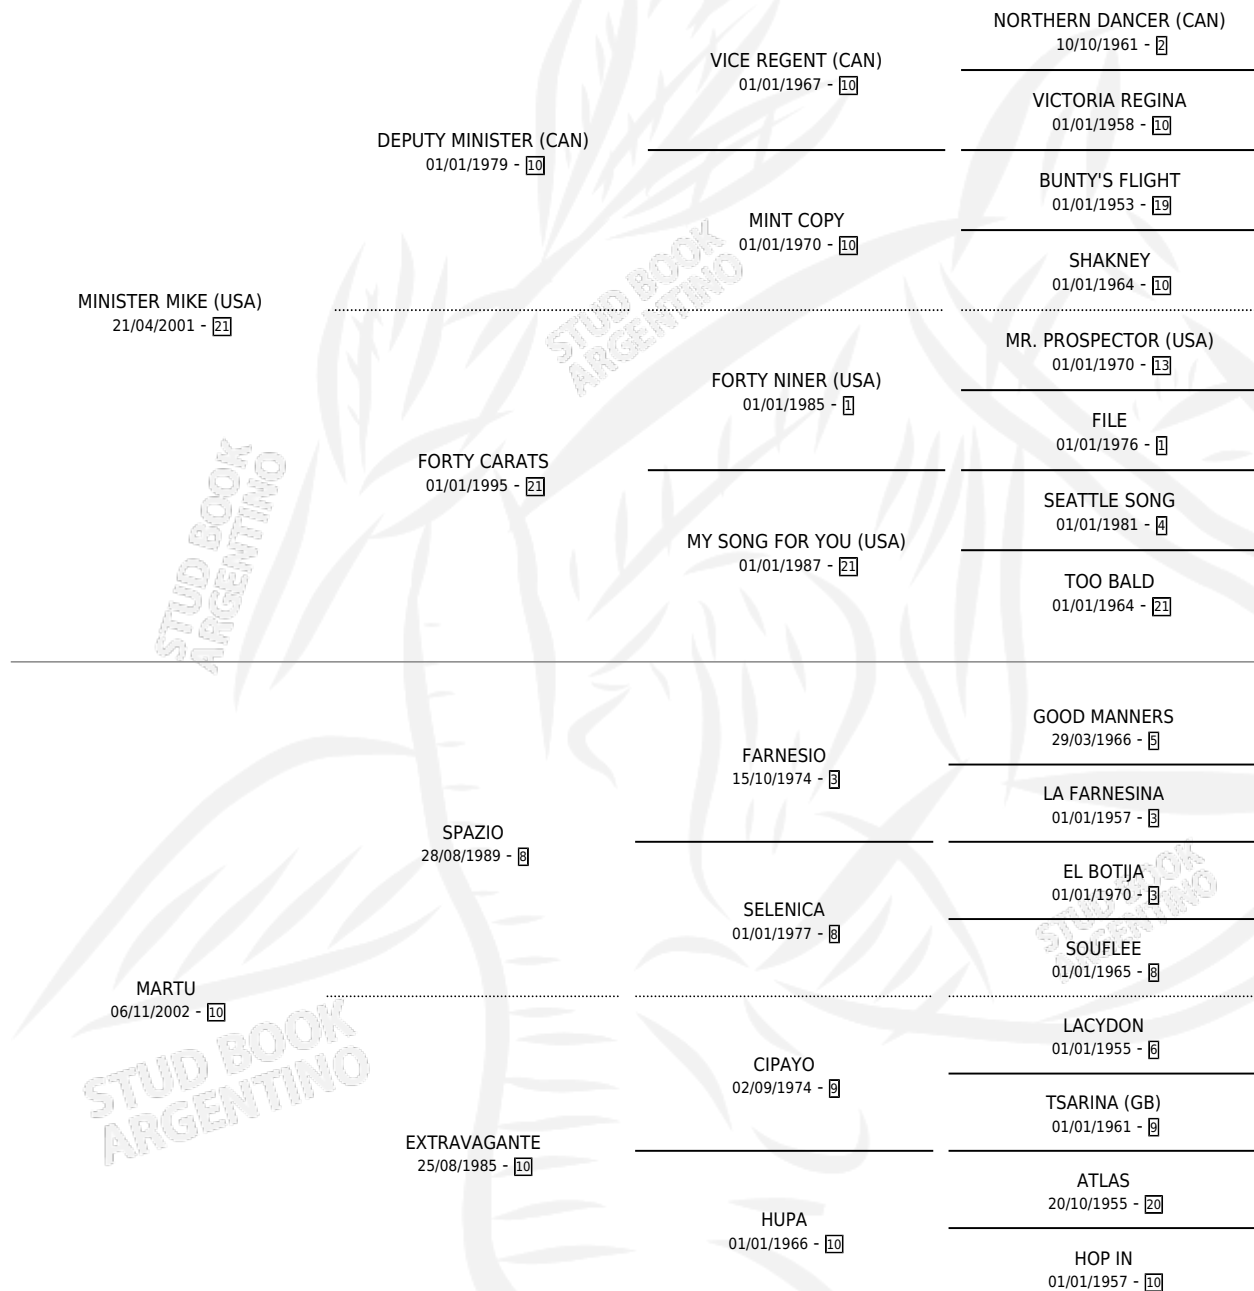 NORTHERN DANCER (CAN)
10/10/1961 - 2
VICE REGENT (CAN)
01/01/1967 - 10
VICTORIA REGINA
01/01/1958 - 10
DEPUTY MINISTER (CAN)
01/01/1979 - 10
BUNTY'S FLIGHT
01/01/1953 - 19
MINT COPY
01/01/1970 - 10
SHAKNEY
01/01/1964 - 10
MINISTER MIKE (USA)
21/04/2001 - 21
MR. PROSPECTOR (USA)
01/01/1970 - 13
FORTY NINER (USA)
01/01/1985 - 1
FILE
01/01/1976 - 1
FORTY CARATS
01/01/1995 - 21
SEATTLE SONG
01/01/1981 - 4
MY SONG FOR YOU (USA)
01/01/1987 - 21
TOO BALD
01/01/1964 - 21
GOOD MANNERS
29/03/1966 - 5
FARNESIO
15/10/1974 - 3
LA FARNESINA
01/01/1957 - 3
SPAZIO
28/08/1989 - 8
EL BOTIJA
01/01/1970 - 3
SELENICA
01/01/1977 - 8
SOUFLEE
01/01/1965 - 8
MARTU
06/11/2002 - 10
LACYDON
01/01/1955 - 6
CIPAYO
02/09/1974 - 9
TSARINA (GB)
01/01/1961 - 9
EXTRAVAGANTE
25/08/1985 - 10
ATLAS
20/10/1955 - 20
HUPA
01/01/1966 - 10
HOP IN
01/01/1957 - 10
STUD BOOK
ARGENTINO
STUD BOOK
ARGENTINO
STUD BOOK
ARGENTINO
STUD BOOK
ARGENTINO